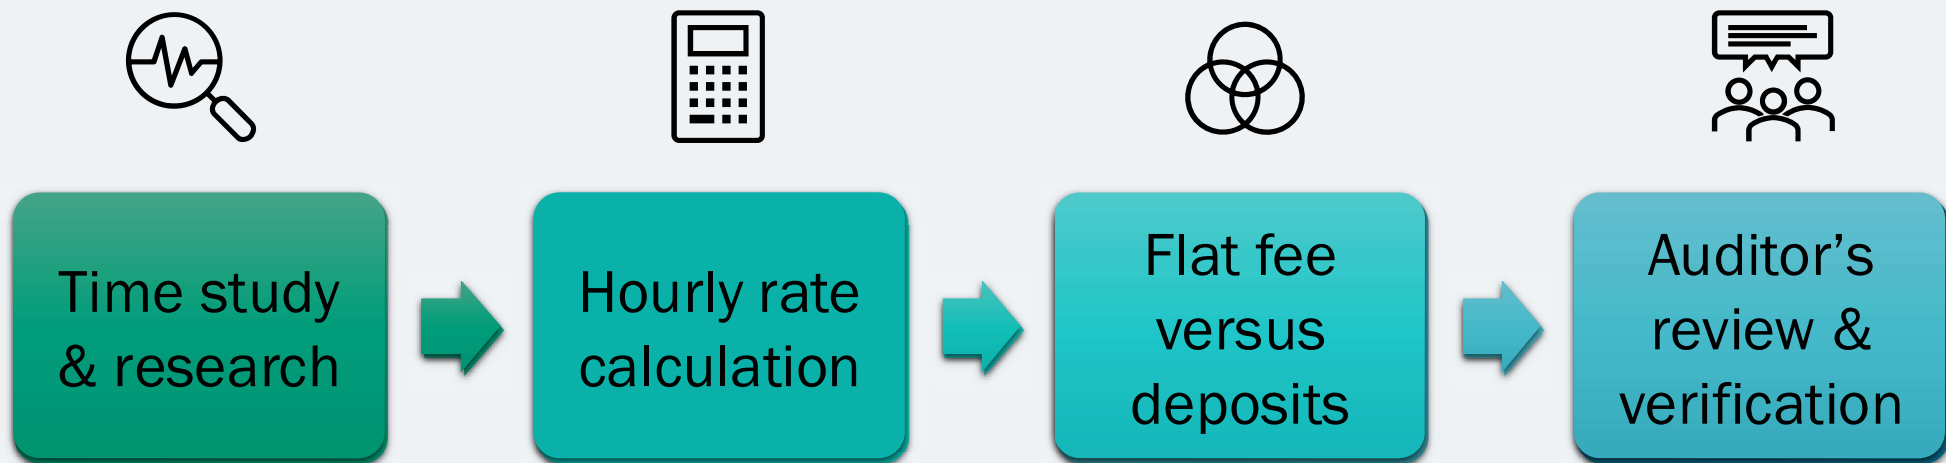 Time study
& research
Hourly rate
calculation
Flat fee
versus
deposits
Auditor’s
review &
verification